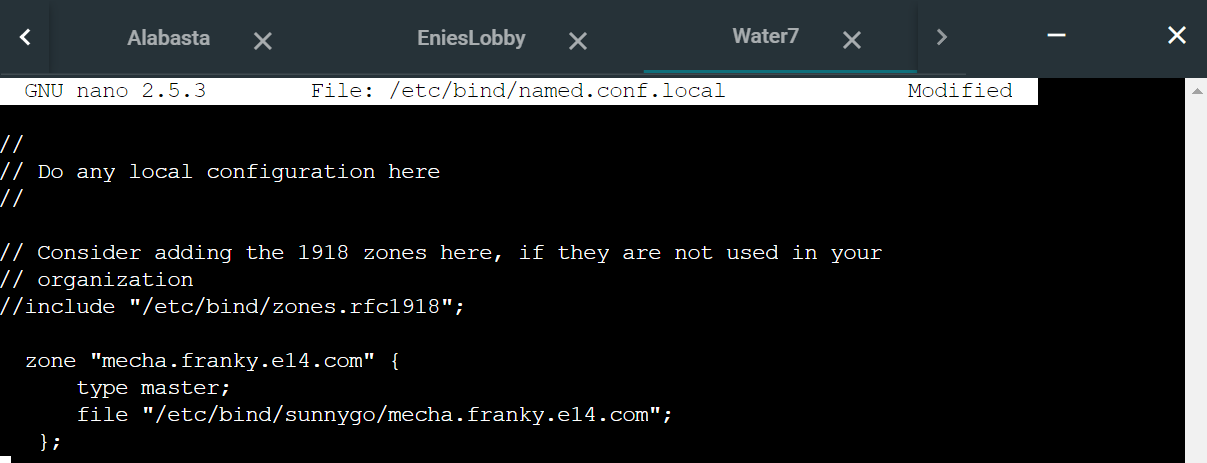 Alabasta EniesLobby Water7
GNU nano 2.5.3 File: /etc/bind/named.conf.local Modified
//
// Do any local configuration here
//
// Consider adding the 1918 zones here, if they are not used in your
// organization
//include "/etc/bind/zones.rfc1918";
zone "mecha.franky.e14.com" {
type master;
file "/etc/bind/sunnygo/mecha.franky.e14.com";
};